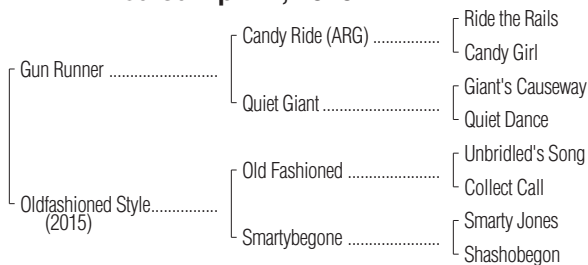 Ride the Rails
Candy Ride (ARG) ..................
Candy Girl
Gun Runner ........................
Giant's Causeway
Quiet Giant ..........................
Quiet Dance
Unbridled's Song
Old Fashioned .....................
Collect Call
Oldfashioned Style...............
(2015)
Smarty Jones
Smartybegone ....................
Shashobegon